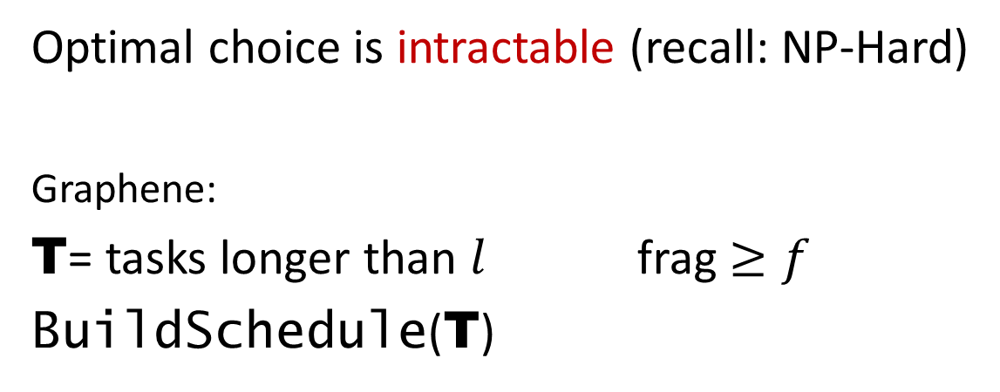 Optimal choice is intractable (recall: NP-Hard)
Graphene:
T= tasks longer than l frag ≥ f
BuildSchedule(T)